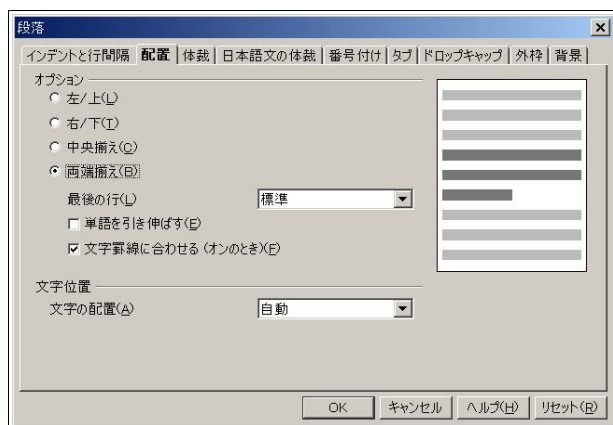 段落
インデントと行間隔 配置 体裁 日本語文の体裁 番号付け タブ ドロップキャップ 外枠 背景
オプション
左/上(L)
右/下(T)
中央揃え(C)
両端揃え(B)
最後の行(L) 標準
単語を引き伸ばす(E)
文字罫線に合わせる (オンのとき)(F)
文字位置
文字の配置(A) 自動
OK キャンセル ヘルプ(H) リセット(R)